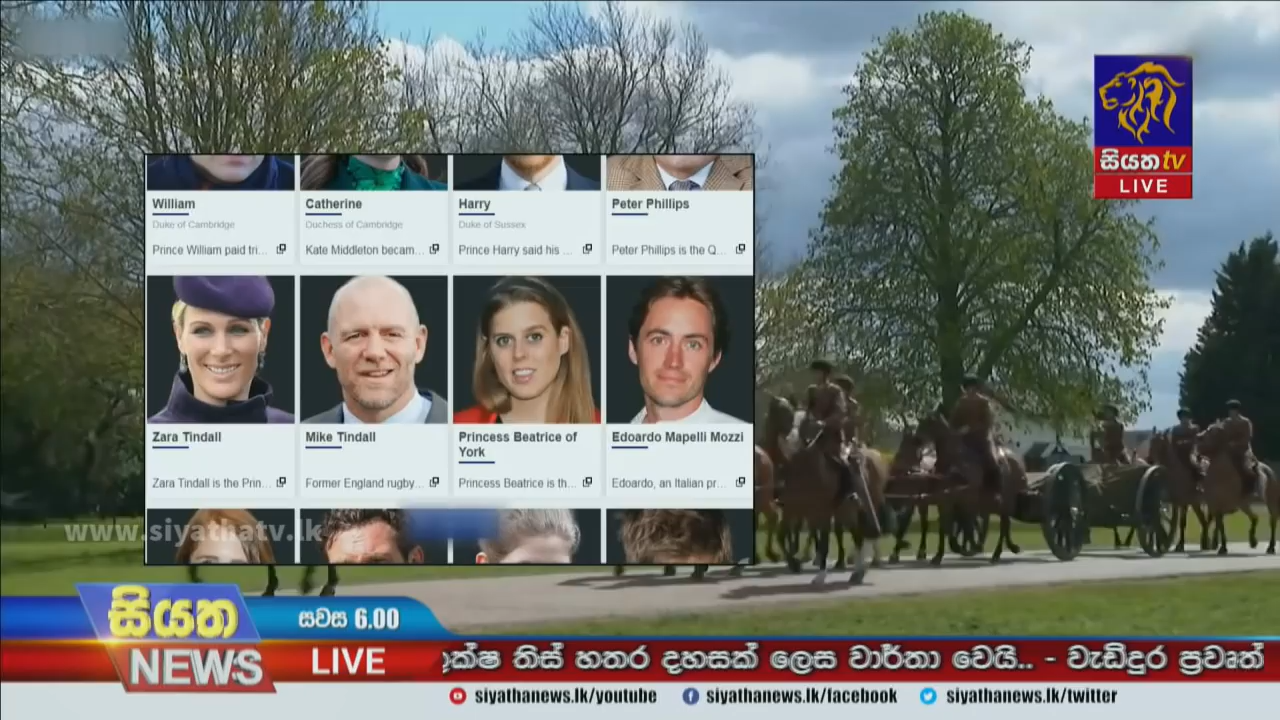 සියත tv
LIVE
William
Duke of Cambridge
Prince William paid tri...
Catherine
Duchess of Cambridge
Kate Middleton becam...
Harry
Duke of Sussex
Prince Harry said his ...
Peter Phillips
Peter Phillips is the Q...
Zara Tindall
Zara Tindall is the Prin...
Mike Tindall
Former England rugby...
Princess Beatrice of
York
Princess Beatrice is th...
Edoardo Mapelli Mozzi
Edoardo, an Italian pr...
www.siyathatv.lk
සියත
NEWS
සවස 6.00
LIVE
තිස් හතර දහසක් ලෙස වාර්තා වෙයි.. - වැඩිදුර ප්‍රවෘත්
siyathanews.lk/youtube
siyathanews.lk/facebook
siyathanews.lk/twitter